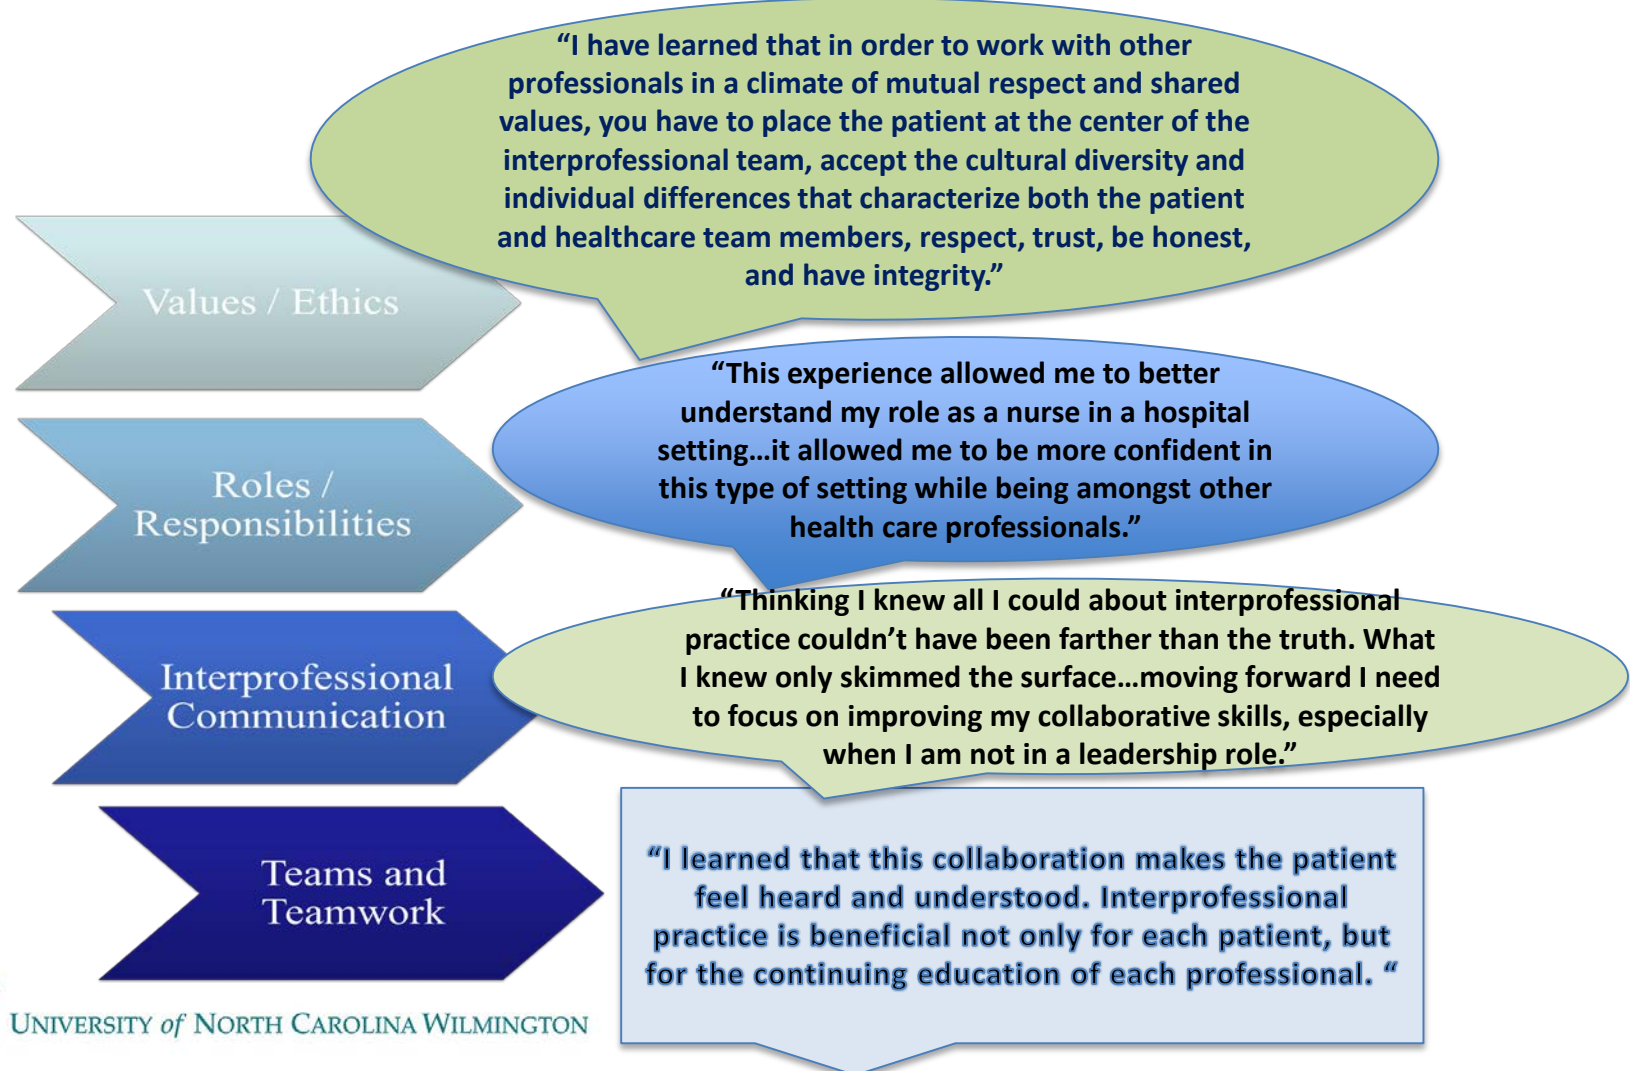 “I have learned that in order to work with other
professionals in a climate of mutual respect and shared
values, you have to place the patient at the center of the
interprofessional team, accept the cultural diversity and
individual differences that characterize both the patient
and healthcare team members, respect, trust, be honest,
and have integrity.”
Values / Ethics
“This experience allowed me to better
understand my role as a nurse in a hospital
setting…it allowed me to be more confident in
this type of setting while being amongst other
health care professionals.”
Roles /
Responsibilities
“Thinking I knew all I could about interprofessional
practice couldn’t have been farther than the truth. What
I knew only skimmed the surface…moving forward I need
to focus on improving my collaborative skills, especially
when I am not in a leadership role.”
Interprofessional
Communication
“I learned that this collaboration makes the patient
feel heard and understood. Interprofessional
practice is beneficial not only for each patient, but
for the continuing education of each professional. “
Teams and
Teamwork
UNIVERSITY of NORTH CAROLINA WILMINGTON